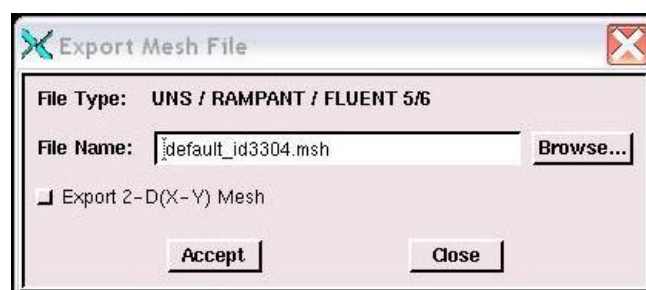 Export Mesh File
File Type: UNS / RAMPANT / FLUENT 5/6
File Name: default_id3304.msh Browse...
Export 2-D(X-Y) Mesh
Accept Close